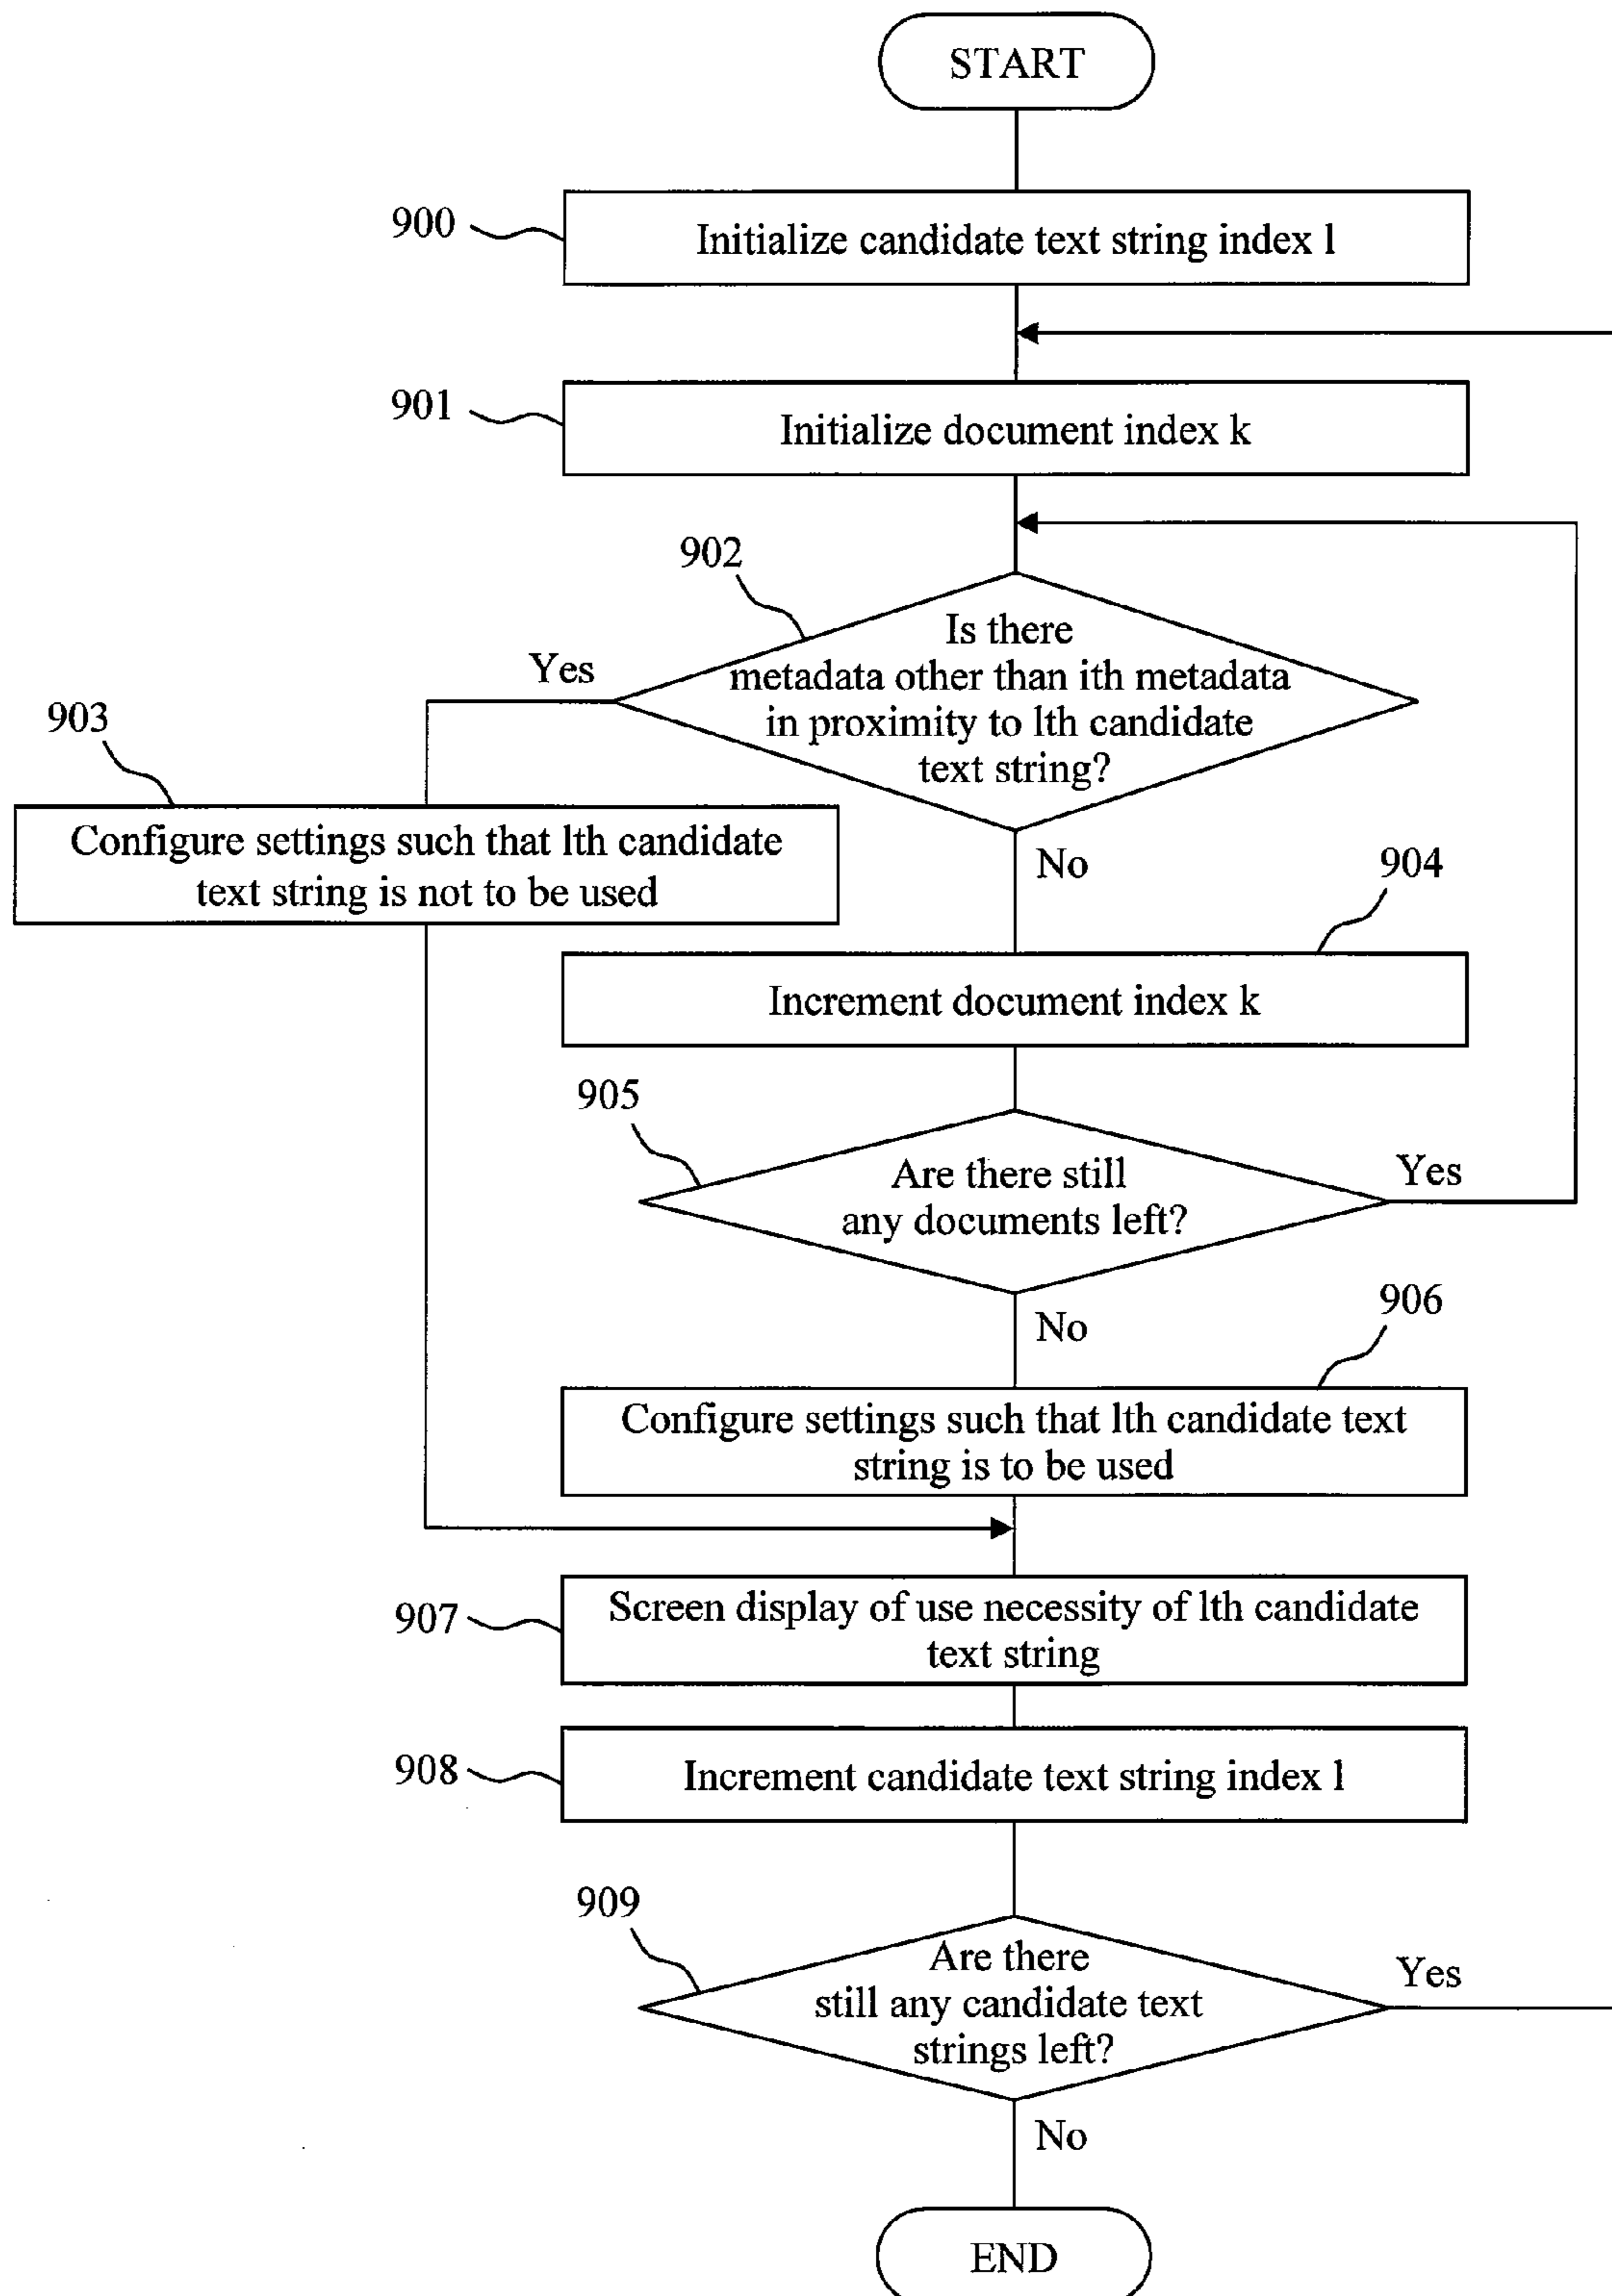 START
900
Initialize candidate text string index l
901
Initialize document index k
902
Is there
metadata other than ith metadata
in proximity to lth candidate
text string?
Yes
903
Configure settings such that lth candidate
text string is not to be used
No
904
Increment document index k
905
Are there still
any documents left?
Yes
No
906
Configure settings such that lth candidate text
string is to be used
907
Screen display of use necessity of lth candidate
text string
908
Increment candidate text string index l
909
Are there
still any candidate text
strings left?
Yes
No
END